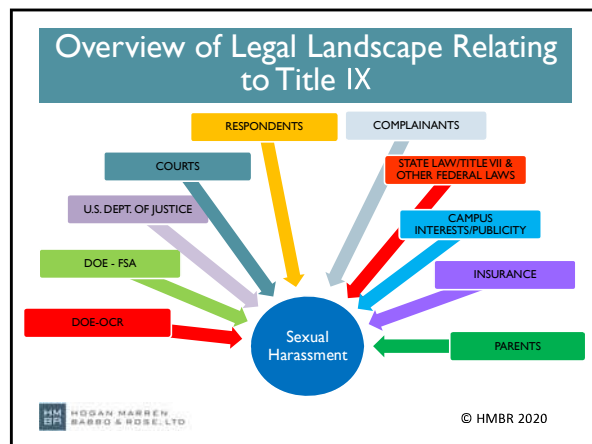 Overview of Legal Landscape Relating
to Title IX
RESPONDENTS
COMPLAINANTS
COURTS
STATE LAW/TITLE VII &
OTHER FEDERAL LAWS
U.S. DEPT. OF JUSTICE
CAMPUS
INTERESTS/PUBLICITY
DOE - FSA
INSURANCE
DOE-OCR
PARENTS
Sexual
Harassment
HM
BR
HOGAN MARREN
BABBO & ROSE, LTD
© HMBR 2020